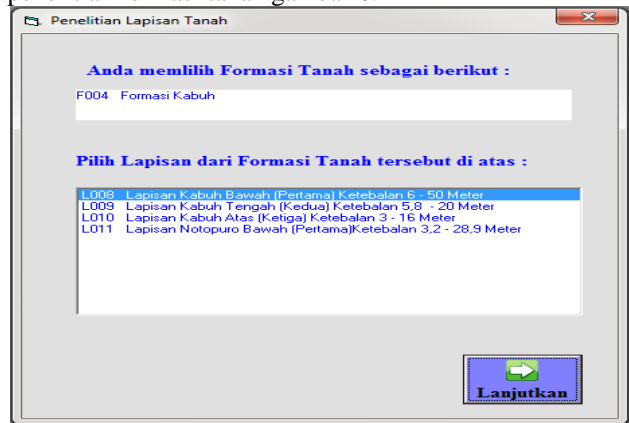 Penelitian Lapisan Tanah
Anda memlilih Formasi Tanah sebagai berikut :
F004 Formasi Kabuh
Pilih Lapisan dari Formasi Tanah tersebut di atas :
L008 Lapisan Kabuh Bawah (Pertama) Ketebalan 6 - 50 Meter
L009 Lapisan Kabuh Tengah (Kedua) Ketebalan 5,8 - 20 Meter
L010 Lapisan Kabuh Atas (Ketiga) Ketebalan 3 - 16 Meter
L011 Lapisan Notopuro Bawah (Pertama)Ketebalan 3,2 - 28,9 Meter
Lanjutkan